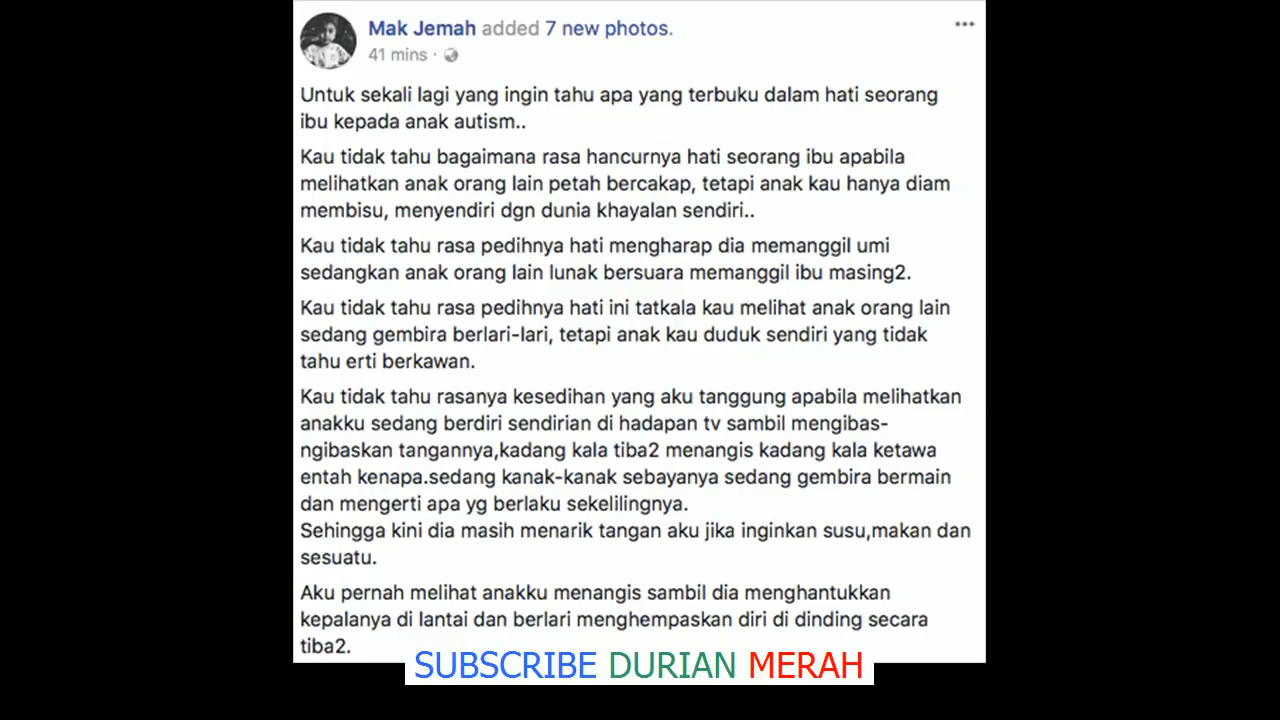 Mak Jemah added 7 new photos.
41 mins ·
Untuk sekali lagi yang ingin tahu apa yang terbuku dalam hati seorang
ibu kepada anak autism..
Kau tidak tahu bagaimana rasa hancurnya hati seorang ibu apabila
melihatkan anak orang lain petah bercakap, tetapi anak kau hanya diam
membisu, menyendiri dgn dunia khayalan sendiri..
Kau tidak tahu rasa pedihnya hati mengharap dia memanggil umi
sedangkan anak orang lain lunak bersuara memanggil ibu masing2.
Kau tidak tahu rasa pedihnya hati ini tatkala kau melihat anak orang lain
sedang gembira berlari-lari, tetapi anak kau duduk sendiri yang tidak
tahu erti berkawan.
Kau tidak tahu rasanya kesedihan yang aku tanggung apabila melihatkan
anakku sedang berdiri sendirian di hadapan tv sambil mengibas-
ngibaskan tangannya,kadang kala tiba2 menangis kadang kala ketawa
entah kenapa.sedang kanak-kanak sebayanya sedang gembira bermain
dan mengerti apa yg berlaku sekelilingnya.
Sehingga kini dia masih menarik tangan aku jika inginkan susu,makan dan
sesuatu.
Aku pernah melihat anakku menangis sambil dia menghantukkan
kepalanya di lantai dan berlari menghempaskan diri di dinding secara
tiba2.
SUBSCRIBE DURIAN MERAH